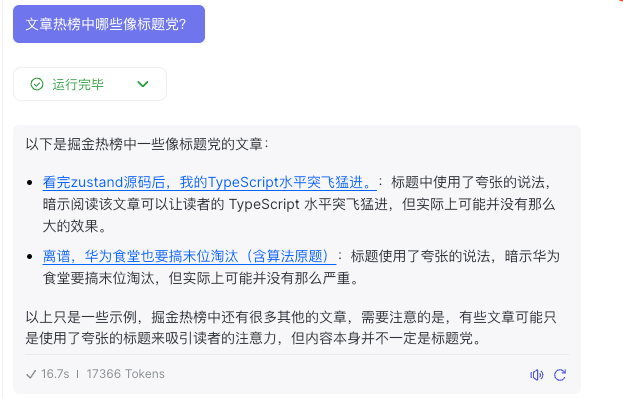 文章热榜中哪些像标题党?
运行完毕
以下是掘金热榜中一些像标题党的文章：
看完zustand源码后，我的TypeScript水平突飞猛进。：标题中使用了夸张的说法，
暗示阅读该文章可以让读者的 TypeScript 水平突飞猛进，但实际上可能并没有那么
大的效果。
离谱，华为食堂也要搞末位淘汰（含算法原题）：标题使用了夸张的说法，暗示华为
食堂要搞末位淘汰，但实际上可能并没有那么严重。
以上只是一些示例，掘金热榜中还有很多其他的文章，需要注意的是，有些文章可能只
是使用了夸张的标题来吸引读者的注意力，但内容本身并不一定是标题党。
16.7s | 17366 Tokens